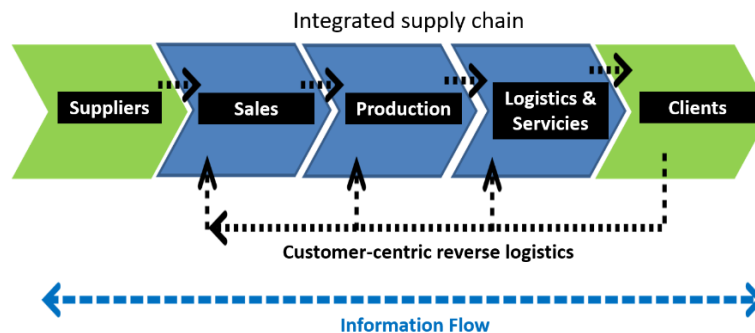 Integrated supply chain
Suppliers
Sales
Production
Logistics &
Servicies
Clients
Customer-centric reverse logistics
Information Flow